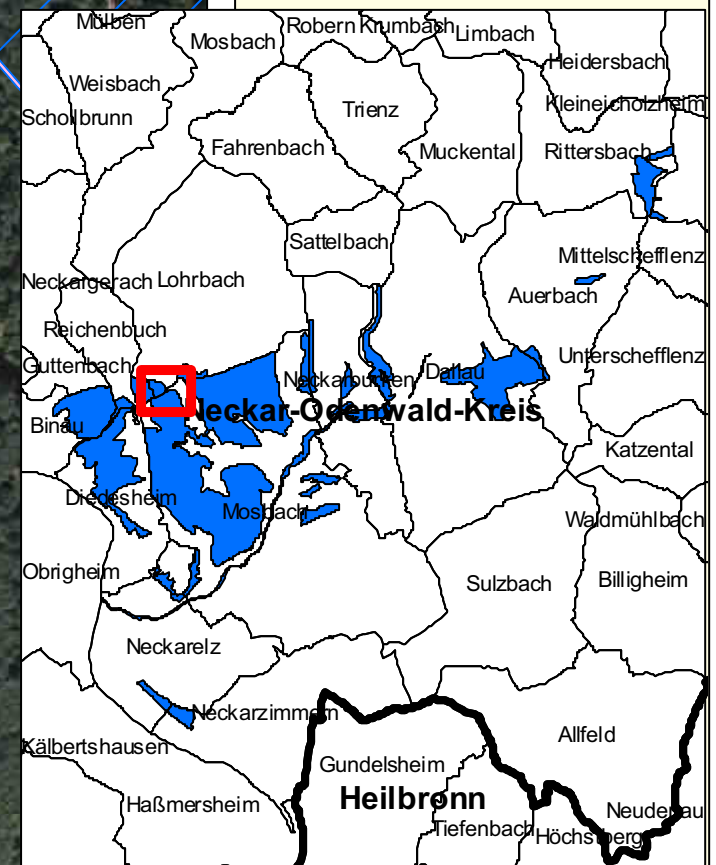 Mülben
Mosbach
Robern
Krumbach
Limbach
Heidersbach
Weisbach
Schollbrunn
Trienz
Kleineicholzheim
Fahrenbach
Muckental
Rittersbach
Sattelbach
Mittelschefflenz
Neckargerach
Lohrbach
Auerbach
Reichenbuch
Guttenbach
Unterschefflenz
Neckarburken
Dallau
Neckar-Odenwald-Kreis
Binau
Katzental
Diedesheim
Mosbach
Waldmühlbach
Obrigheim
Sulzbach
Billigheim
Neckarelz
Neckarzimmern
Kälbertshausen
Allfeld
Gundelsheim
Heilbronn
Haßmersheim
Neudenau
Tiefenbach
Höchstberg